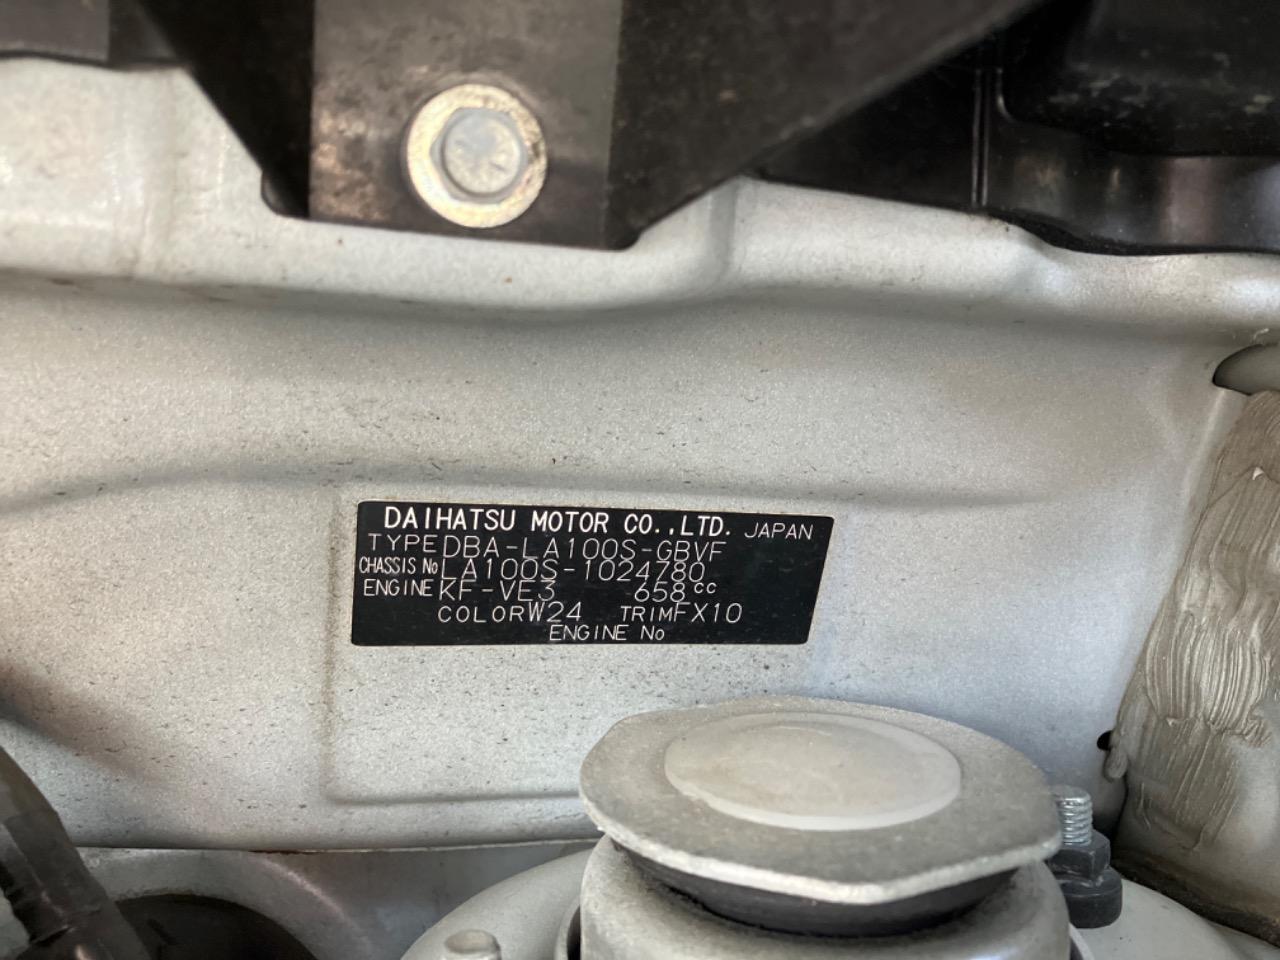 DAIHATSU MOTOR CO.,LTD. JAPAN
TYPE DBA-LA100S-GBVF
CHASSIS No LA100S-1024780
ENGINE KF-VE3 658cc
COLOR W24 TRIM FX10
ENGINE No